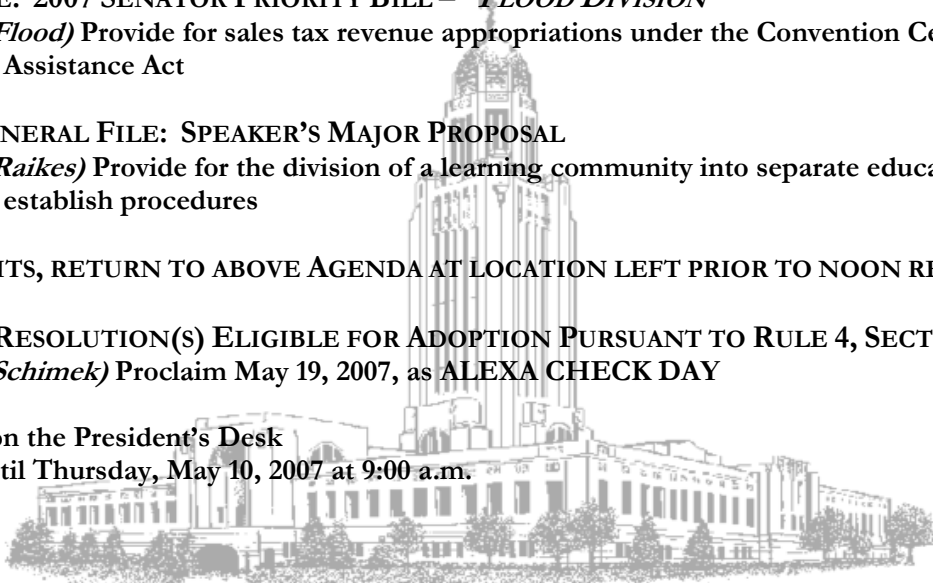 E: 2007 SENATOR PRIORITY BILL – "FLOOD DIVISION"
Flood) Provide for sales tax revenue appropriations under the Convention Ce
Assistance Act
NERAL FILE: SPEAKER'S MAJOR PROPOSAL
Raikes) Provide for the division of a learning community into separate educa
establish procedures
ITS, RETURN TO ABOVE AGENDA AT LOCATION LEFT PRIOR TO NOON RE
RESOLUTION(S) ELIGIBLE FOR ADOPTION PURSUANT TO RULE 4, SECT
Schimek) Proclaim May 19, 2007, as ALEXA CHECK DAY
on the President's Desk
til Thursday, May 10, 2007 at 9:00 a.m.